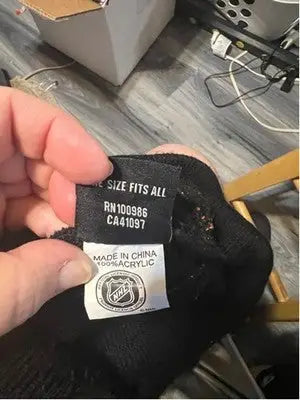 SIZE FITS ALL
RN100986
CA41097
MADE IN CHINA
100% ACRYLIC
NHL